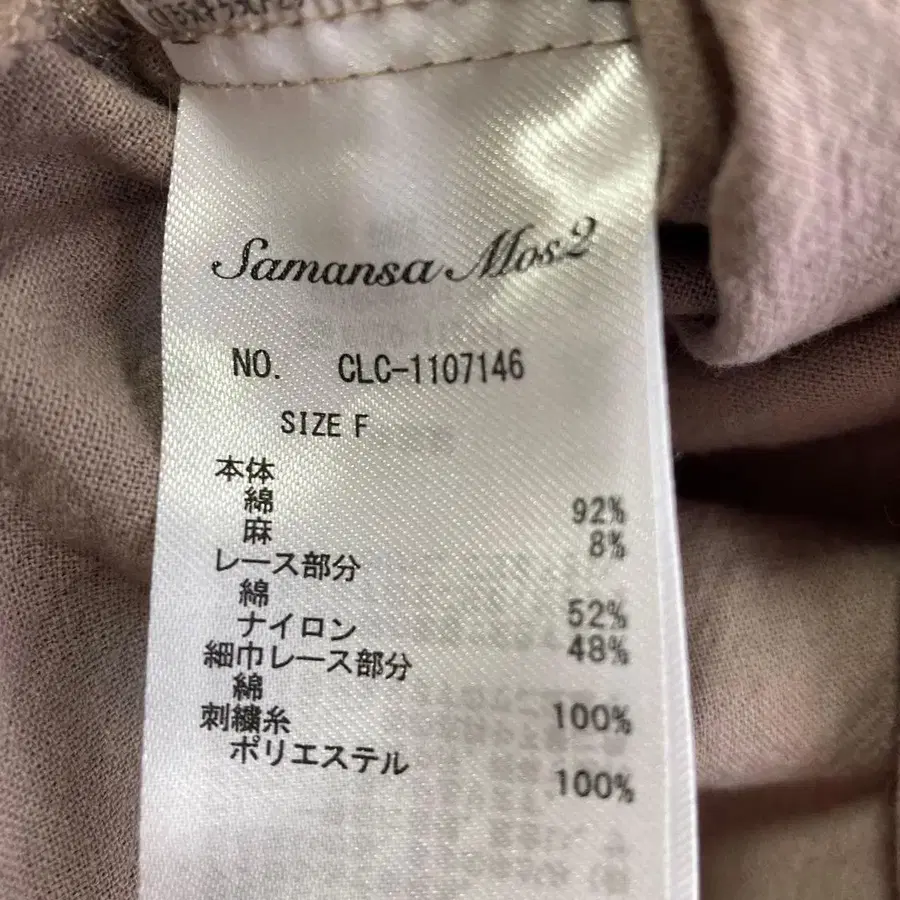 Samansa Mos2
NO. CLC-1107146
SIZE F
本体
綿 92%
麻 8%
レース部分
綿 52%
ナイロン 48%
細巾レース部分
綿 100%
刺繍糸
ポリエステル 100%